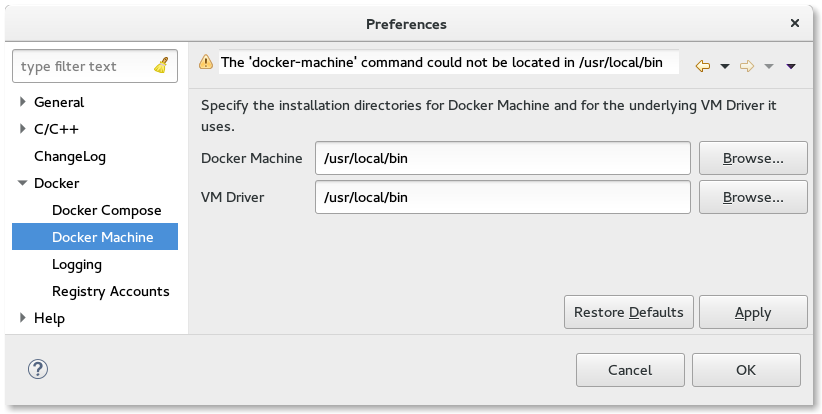 Preferences
type filter text
General
C/C++
ChangeLog
Docker
Docker Compose
Docker Machine
Logging
Registry Accounts
Help
The 'docker-machine' command could not be located in /usr/local/bin
Specify the installation directories for Docker Machine and for the underlying VM Driver it
uses.
Docker Machine /usr/local/bin Browse...
VM Driver /usr/local/bin Browse...
Restore Defaults Apply
? Cancel OK